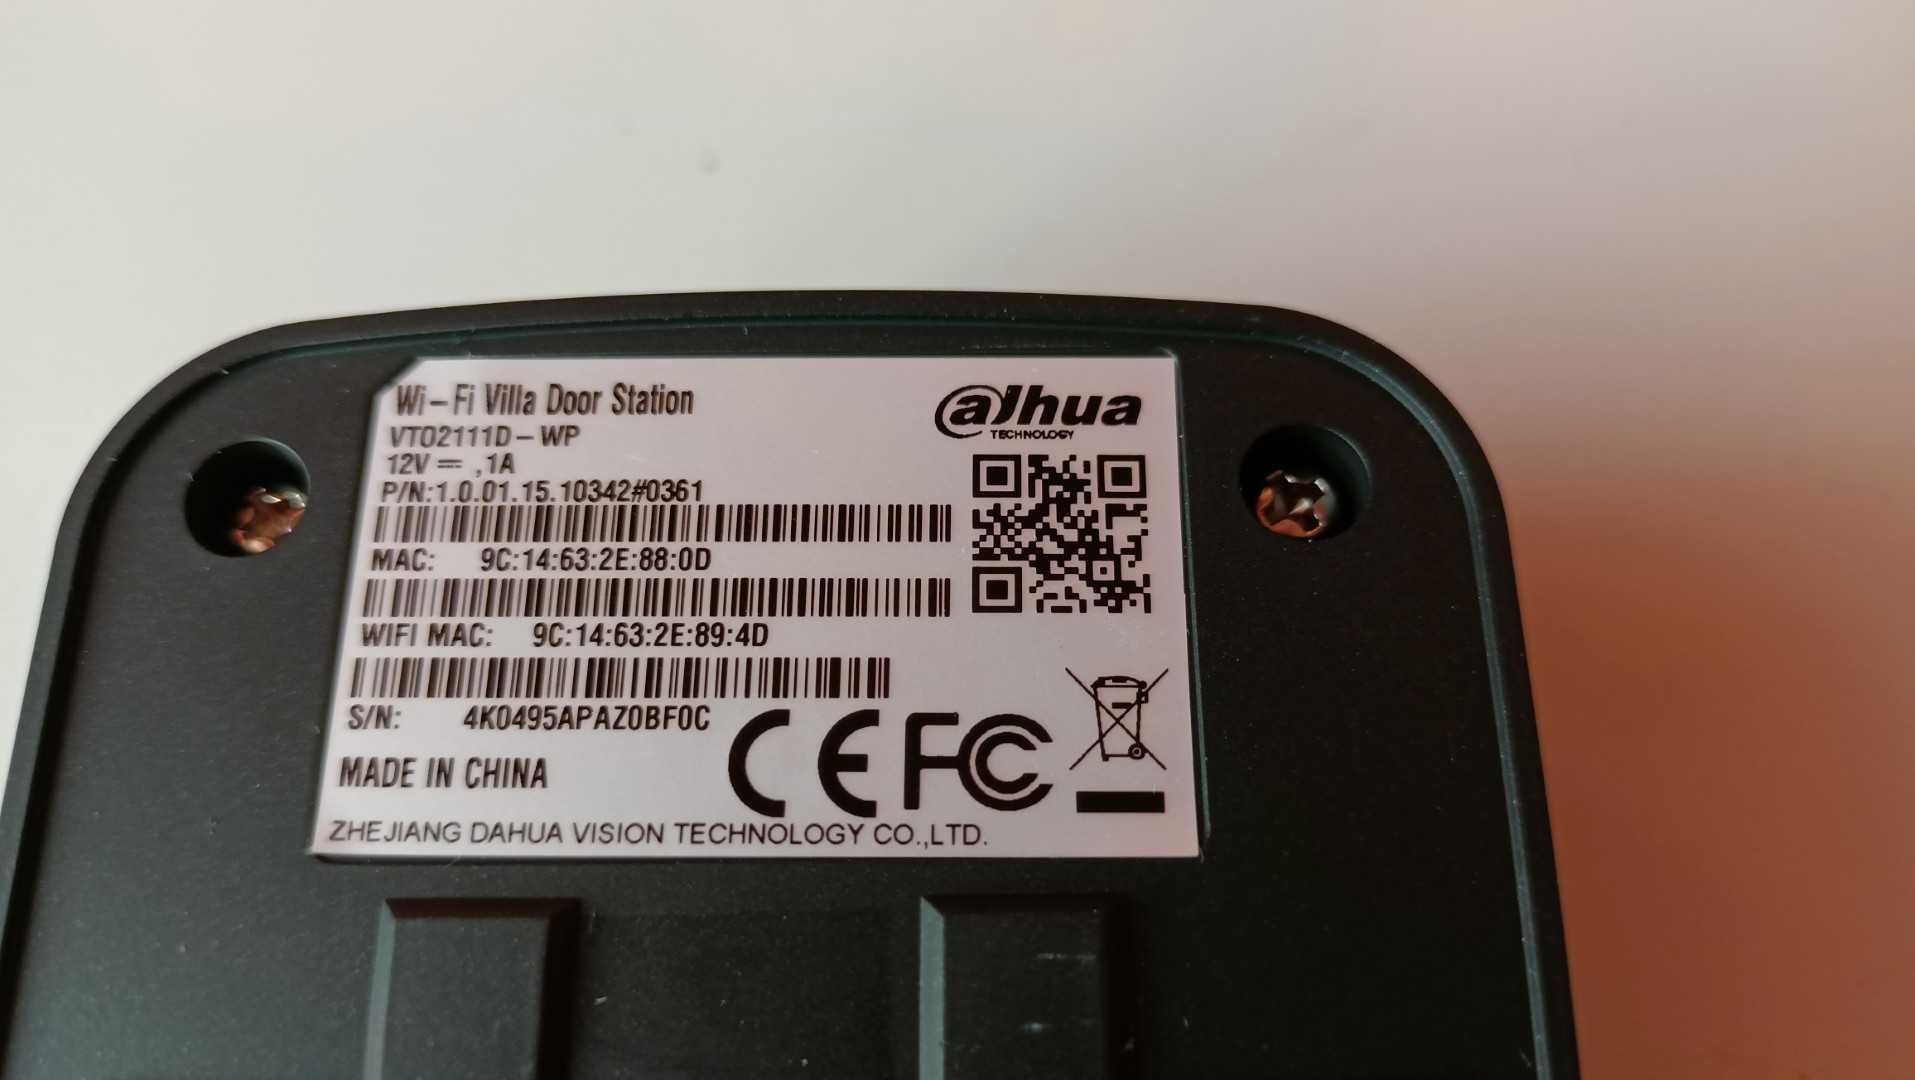 Wi-Fi Villa Door Station
VTO2111D-WP
12V ⎓ , 1A
P/N:1.0.01.15.10342#0361
MAC: 9C:14:63:2E:88:0D
WIFI MAC: 9C:14:63:2E:89:4D
S/N: 4K0495APAZ0BF0C
MADE IN CHINA
ZHEJIANG DAHUA VISION TECHNOLOGY CO.,LTD.
alhua
TECHNOLOGY
CE FC